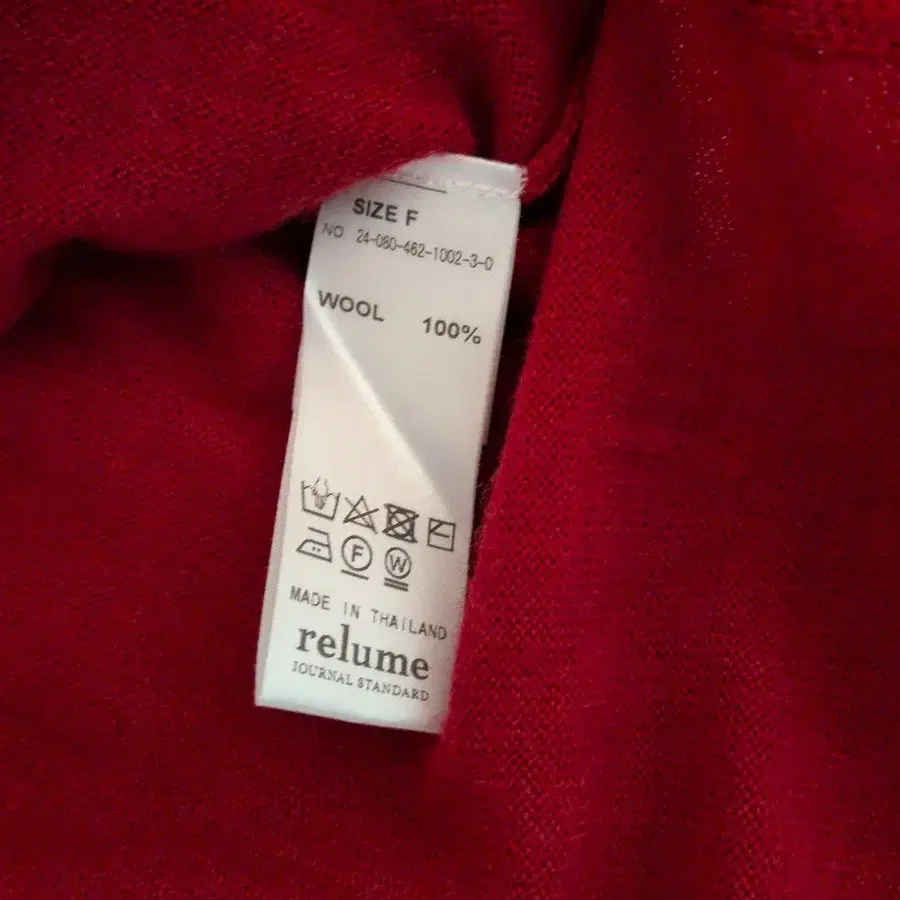 SIZE F
NO. 24-080-462-1002-3-0
WOOL 100%
F W
MADE IN THAILAND
relume
JOURNAL STANDARD